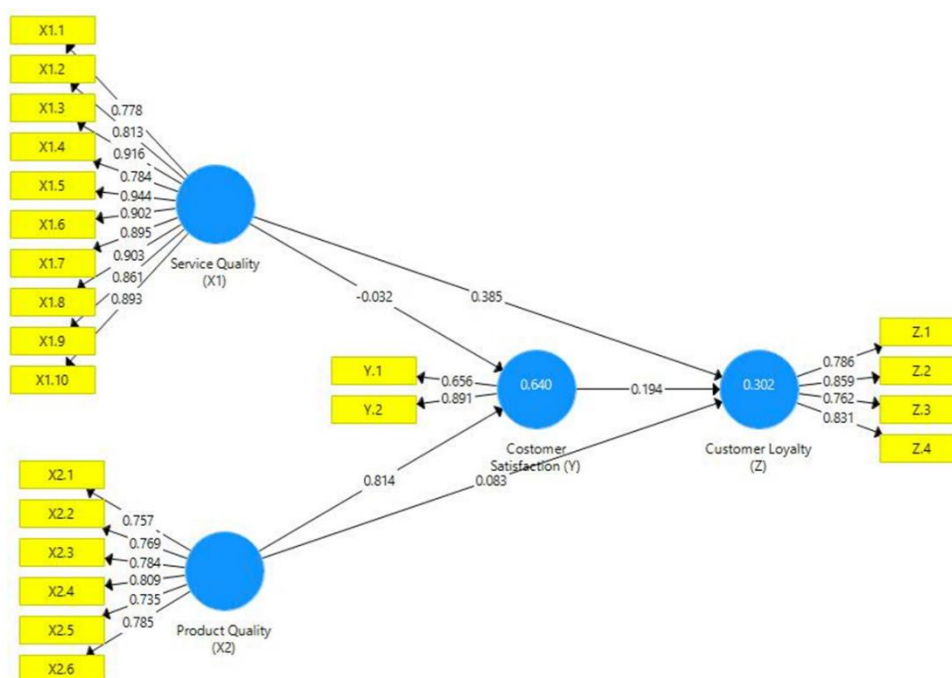 X1.1
X1.2
X1.3
X1.4
X1.5
X1.6
X1.7
X1.8
X1.9
X1.10
0.778
0.813
0.916
0.784
0.944
0.902
0.895
0.903
0.861
0.893
Service Quality
(X1)
-0.032
0.385
Y.1
Y.2
0.656
0.891
0.640
Costomer
Satisfaction (Y)
0.194
0.302
Customer Loyalty
(Z)
0.786
0.859
0.762
0.831
Z.1
Z.2
Z.3
Z.4
0.814
0.083
X2.1
X2.2
X2.3
X2.4
X2.5
X2.6
0.757
0.769
0.784
0.809
0.735
0.785
Product Quality
(X2)